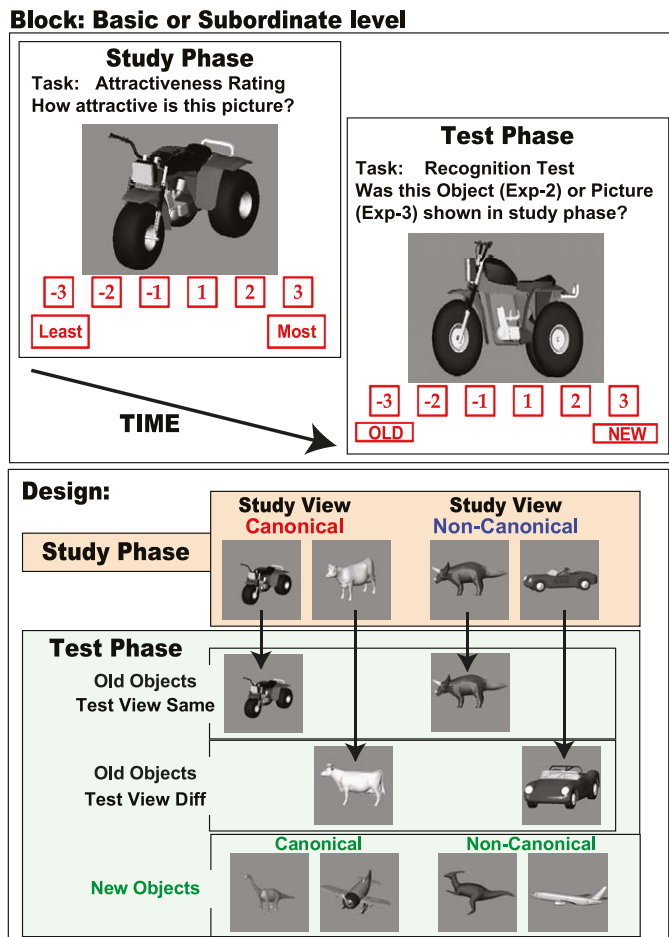 Block: Basic or Subordinate level
Study Phase
Task: Attractiveness Rating
How attractive is this picture?
-3 -2 -1 1 2 3
Least Most
Test Phase
Task: Recognition Test
Was this Object (Exp-2) or Picture
(Exp-3) shown in study phase?
-3 -2 -1 1 2 3
OLD NEW
TIME
Design:
Study View Study View
Canonical Non-Canonical
Study Phase
Test Phase
Old Objects
Test View Same
Old Objects
Test View Diff
Canonical Non-Canonical
New Objects